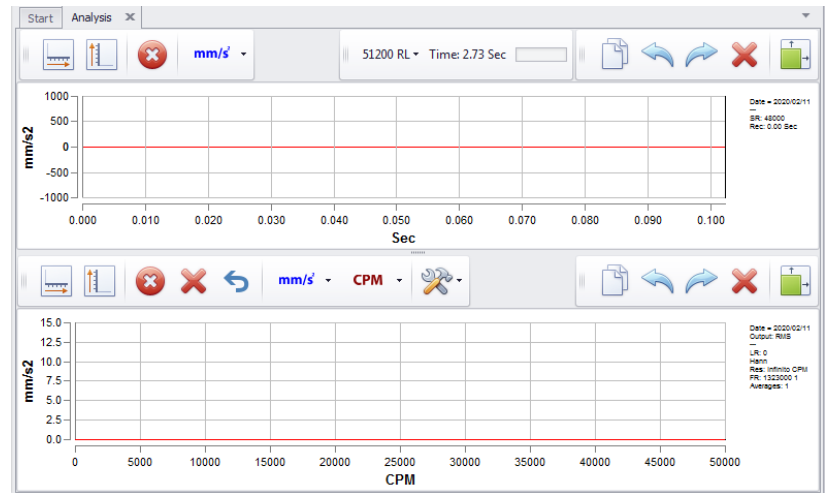 Start Analysis
mm/s² 51200 RL Time: 2.73 Sec
1000
500
0
-500
-1000
mm/s2
0.000 0.010 0.020 0.030 0.040 0.050 0.060 0.070 0.080 0.090 0.100
Sec
Date = 2020/02/11
---
SR: 48000
Rec: 0.00 Sec
mm/s² CPM
15.0
12.5
10.0
7.5
5.0
2.5
0.0
mm/s2
0 5000 10000 15000 20000 25000 30000 35000 40000 45000 50000
CPM
Date = 2020/02/11
Output: RMS
---
LR: 0
Hann
Res: Infinito CPM
FR: 1323000 1
Averages: 1